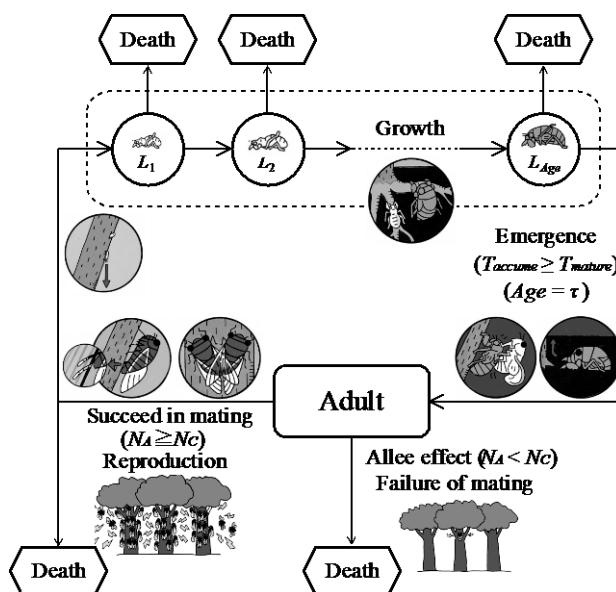 Death
Death
Death
Growth
L1
L2
LAge
Emergence
(Taccume ≥ Tmature)
(Age = τ)
Adult
Succeed in mating
(NA ≧ NC)
Reproduction
Allee effect (NA < NC)
Failure of mating
Death
Death